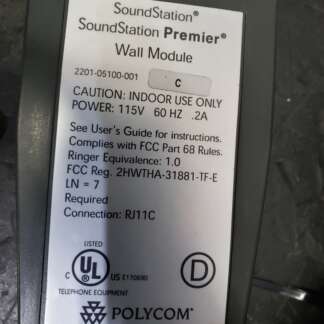 SoundStation®
SoundStation Premier®
Wall Module
2201-05100-001 C
CAUTION: INDOOR USE ONLY
POWER: 115V 60 HZ .2A
See User's Guide for instructions.
Complies with FCC Part 68 Rules.
Ringer Equivalence: 1.0
FCC Reg. 2HWTHA-31881-TF-E
LN = 7
Required
Connection: RJ11C
LISTED
C UL ® US
D
TELEPHONE EQUIPMENT
POLYCOM®